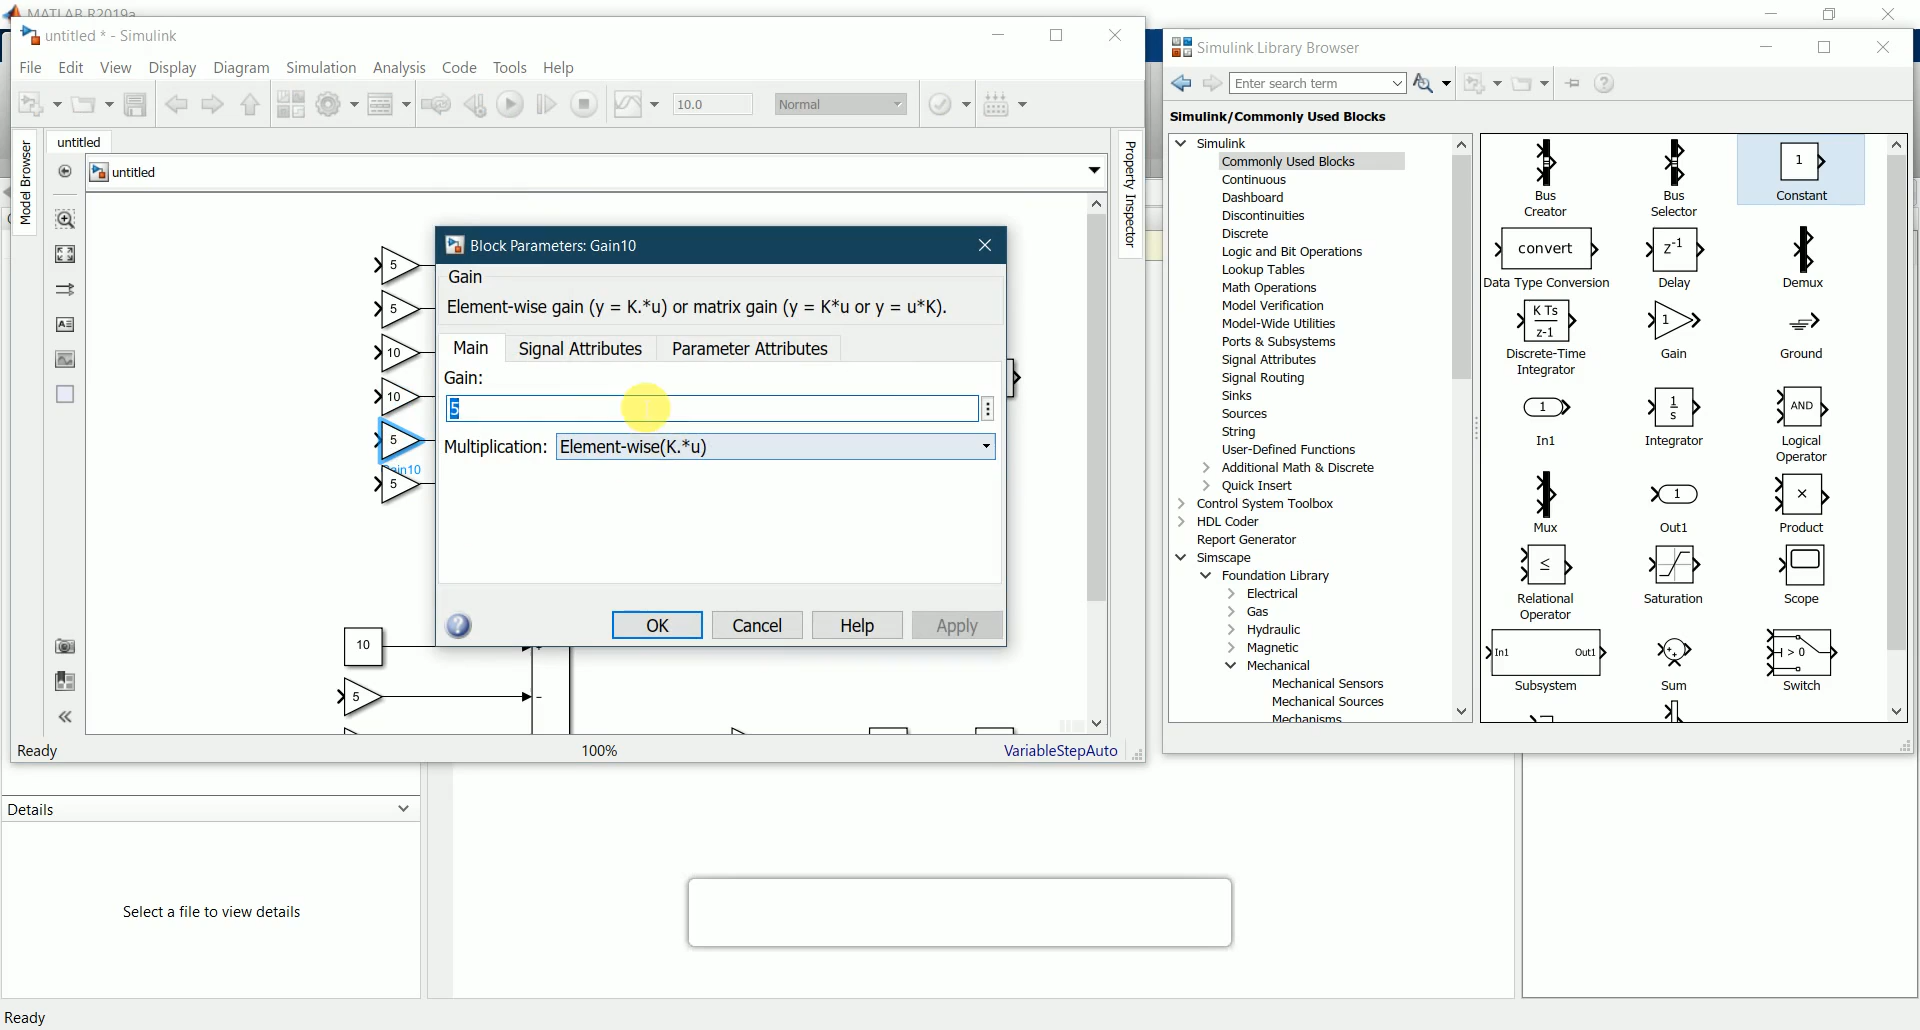 MATLAB R2019a
untitled * - Simulink
File Edit View Display Diagram Simulation Analysis Code Tools Help
10.0 Normal
untitled
untitled
Model Browser
Property Inspector
5
5
10
10
5
Gain10
5
10
5
+
-
Block Parameters: Gain10
Gain
Element-wise gain (y = K.*u) or matrix gain (y = K*u or y = u*K).
Main Signal Attributes Parameter Attributes
Gain:
5
Multiplication: Element-wise(K.*u)
OK Cancel Help Apply
Ready 100% VariableStepAuto
Simulink Library Browser
Enter search term
Simulink/Commonly Used Blocks
Simulink
Commonly Used Blocks
Continuous
Dashboard
Discontinuities
Discrete
Logic and Bit Operations
Lookup Tables
Math Operations
Model Verification
Model-Wide Utilities
Ports & Subsystems
Signal Attributes
Signal Routing
Sinks
Sources
String
User-Defined Functions
Additional Math & Discrete
Quick Insert
Control System Toolbox
HDL Coder
Report Generator
Simscape
Foundation Library
Electrical
Gas
Hydraulic
Magnetic
Mechanical
Mechanical Sensors
Mechanical Sources
Mechanisms
1
Bus Creator
Bus Selector
Constant
convert
z-1
Data Type Conversion
Delay
Demux
K Ts
z-1
1
Discrete-Time Integrator
Gain
Ground
1
1
s
AND
In1
Integrator
Logical Operator
1
×
Mux
Out1
Product
≤
Relational Operator
Saturation
Scope
In1 Out1
+
+
> 0
Subsystem
Sum
Switch
Details
Select a file to view details
Ready